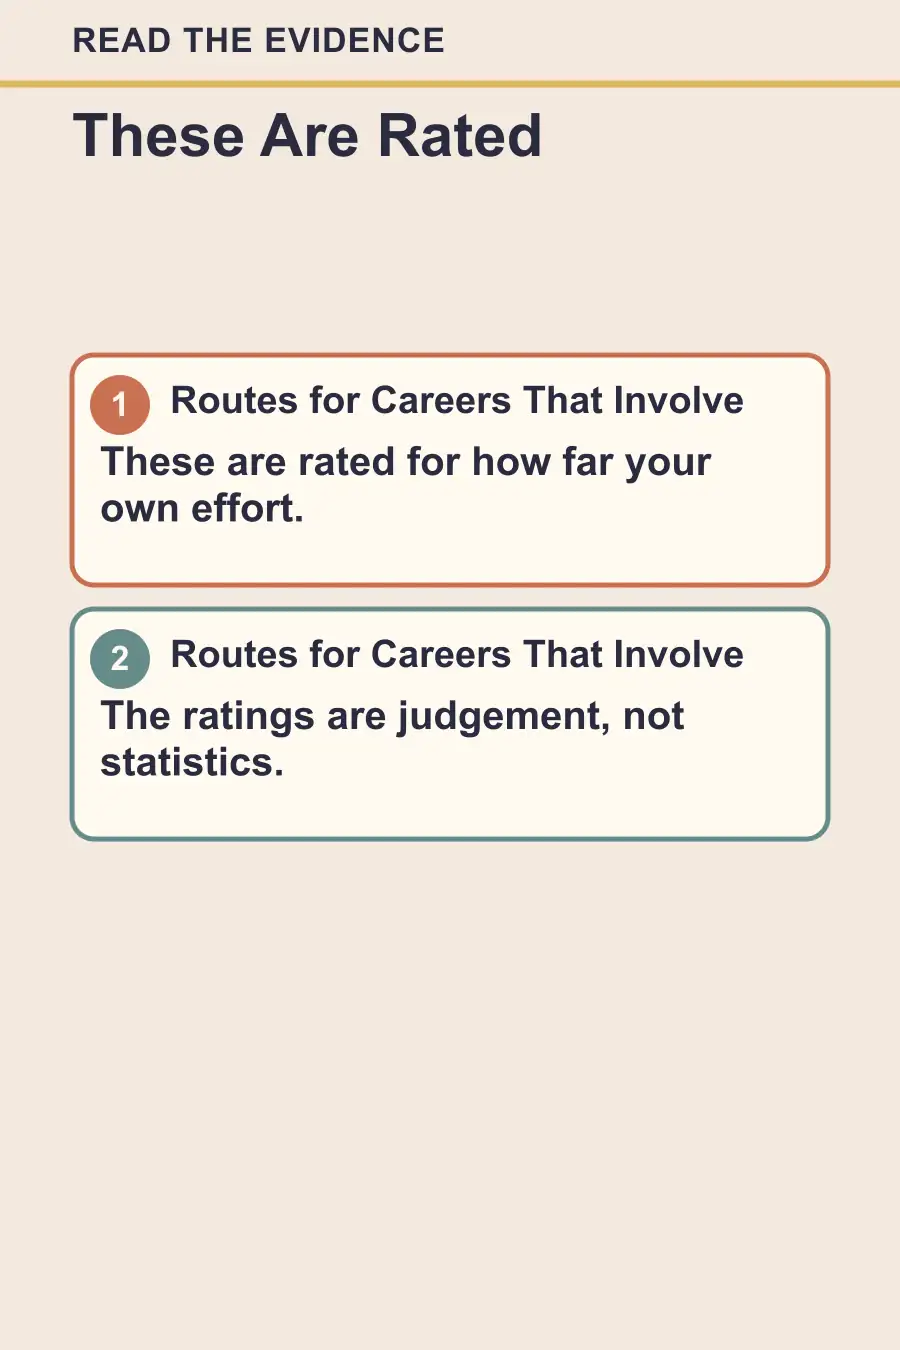 READ THE EVIDENCE
These Are Rated
1 Routes for Careers That Involve
These are rated for how far your
own effort.
2 Routes for Careers That Involve
The ratings are judgement, not
statistics.